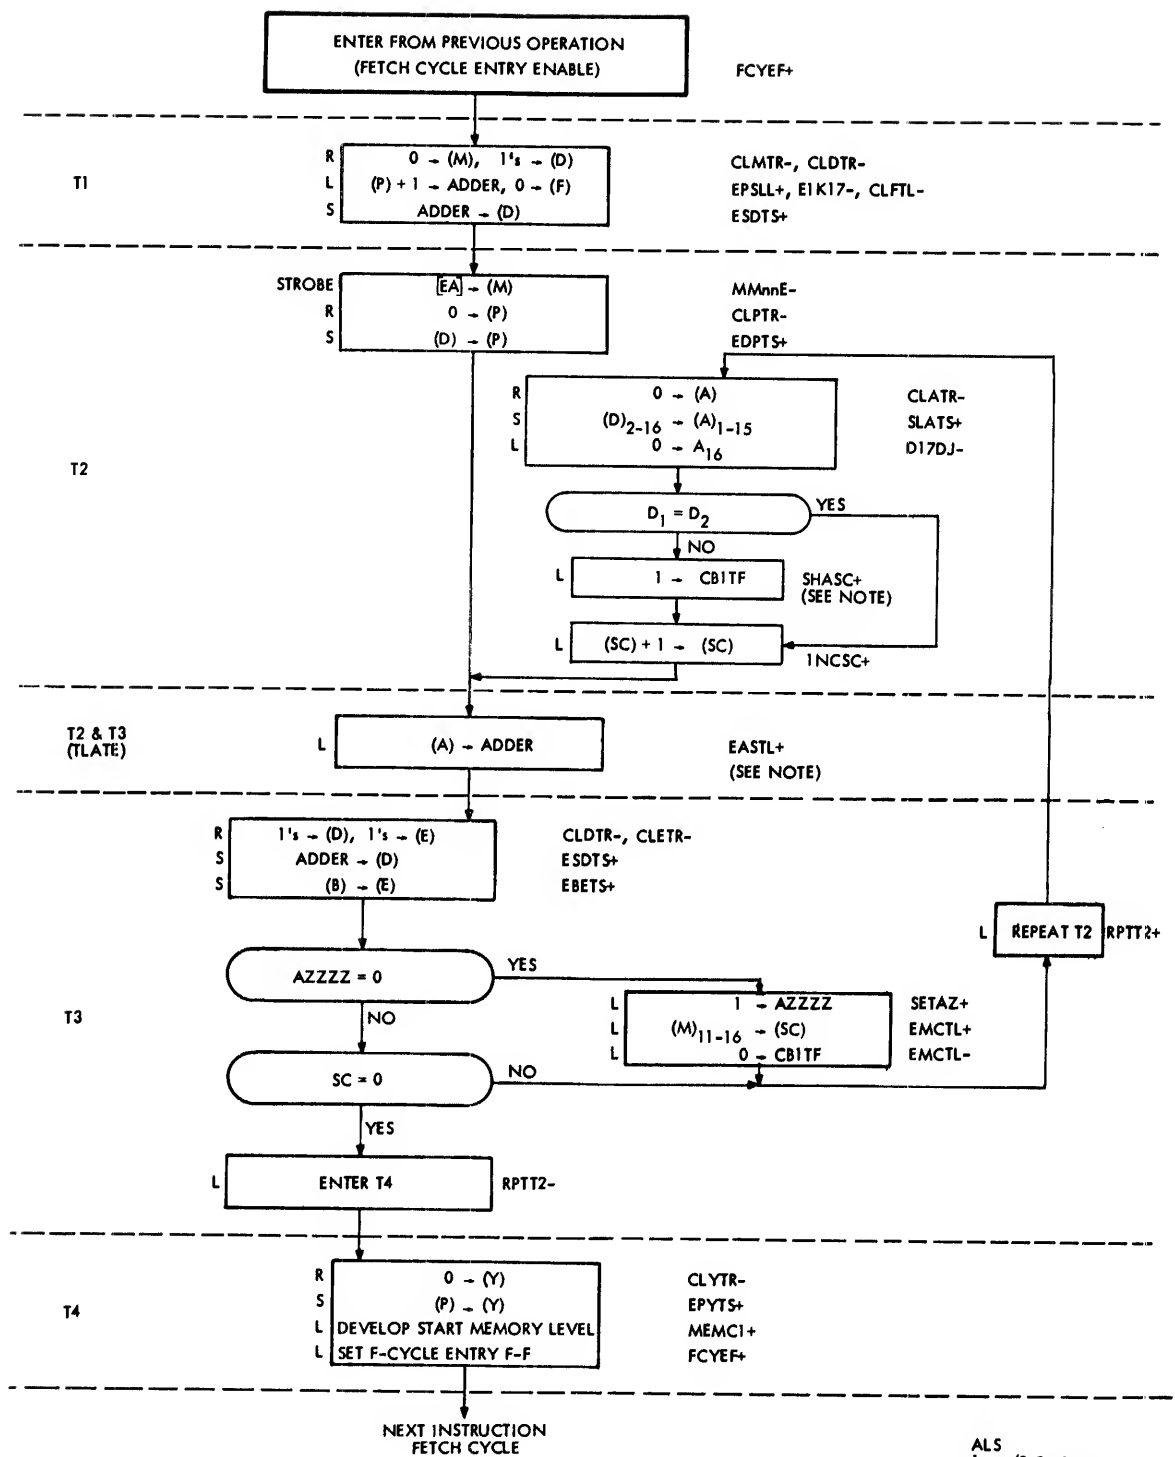 ENTER FROM PREVIOUS OPERATION
(FETCH CYCLE ENTRY ENABLE)
FCYEF+
T1
R 0 → (M), 1's → (D) CLMTR-, CLDTR-
L (P) + 1 → ADDER, 0 → (F) EPSLL+, E1K17-, CLFTL-
S ADDER → (D) ESDTS+
STROBE [EA] → (M) MMnnE-
R 0 → (P) CLPTR-
S (D) → (P) EDPTS+
T2
R 0 → (A) CLATR-
S (D)2-16 → (A)1-15 SLATS+
L 0 → A16 D17DJ-
D1 = D2
YES
NO
L 1 → CB1TF SHASC+
(SEE NOTE)
L (SC) + 1 → (SC)
1NCSC+
T2 & T3
(TLATE)
L (A) → ADDER EASTL+
(SEE NOTE)
R 1's → (D), 1's → (E) CLDTR-, CLETR-
S ADDER → (D) ESDTS+
S (B) → (E) EBETS+
L REPEAT T2 RPTT2+
T3
AZZZZ = 0
YES
NO
L 1 → AZZZZ SETAZ+
L (M)11-16 → (SC) EMCTL+
L 0 → CB1TF EMCTL-
SC = 0
NO
YES
L ENTER T4 RPTT2-
T4
R 0 → (Y) CLYTR-
S (P) → (Y) EPYTS+
L DEVELOP START MEMORY LEVEL MEMC1+
L SET F-CYCLE ENTRY F-F FCYEF+
NEXT INSTRUCTION
FETCH CYCLE
ALS